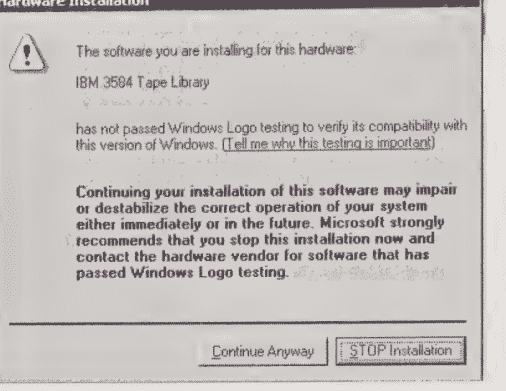 Hardware Installation
The software you are installing for this hardware:
IBM 3584 Tape Library
has not passed Windows Logo testing to verify its compatibility with
this version of Windows. (Tell me why this testing is important)
Continuing your installation of this software may impair
or destabilize the correct operation of your system
either immediately or in the future. Microsoft strongly
recommends that you stop this installation now and
contact the hardware vendor for software that has
passed Windows Logo testing.
Continue Anyway
STOP Installation